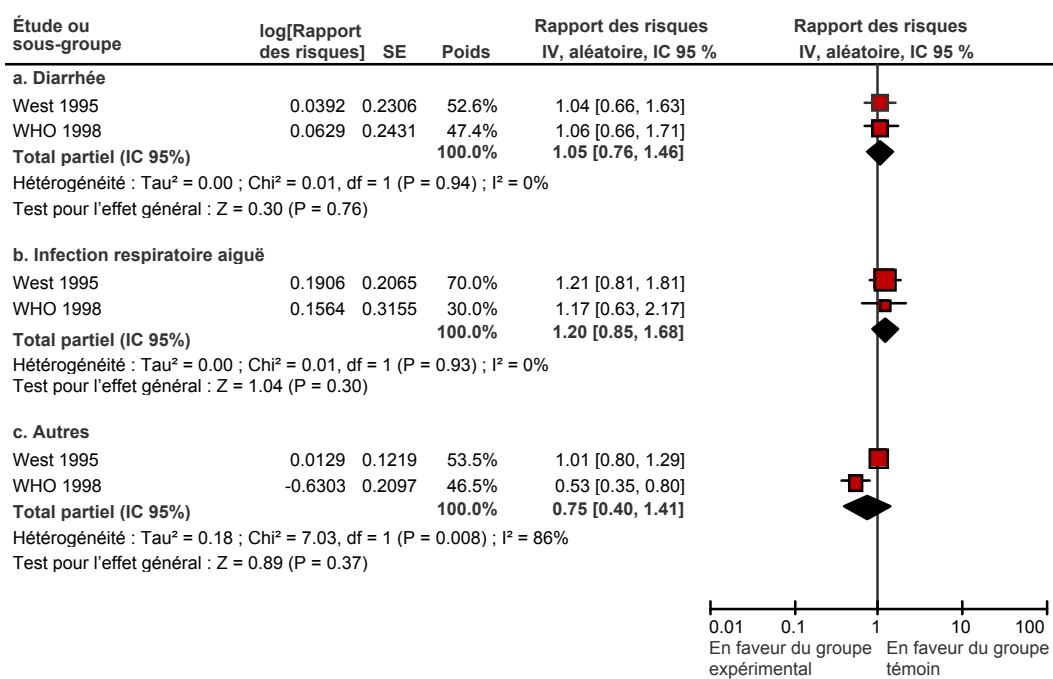 Étude ou sous-groupe log[Rapport des risques] SE Poids Rapport des risques IV, aléatoire, IC 95 % Rapport des risques IV, aléatoire, IC 95 %
a. Diarrhée
West 1995 0.0392 0.2306 52.6% 1.04 [0.66, 1.63]
WHO 1998 0.0629 0.2431 47.4% 1.06 [0.66, 1.71]
Total partiel (IC 95%) 100.0% 1.05 [0.76, 1.46]
Hétérogénéité : Tau² = 0.00 ; Chi² = 0.01, df = 1 (P = 0.94) ; I² = 0%
Test pour l'effet général : Z = 0.30 (P = 0.76)
b. Infection respiratoire aiguë
West 1995 0.1906 0.2065 70.0% 1.21 [0.81, 1.81]
WHO 1998 0.1564 0.3155 30.0% 1.17 [0.63, 2.17]
Total partiel (IC 95%) 100.0% 1.20 [0.85, 1.68]
Hétérogénéité : Tau² = 0.00 ; Chi² = 0.01, df = 1 (P = 0.93) ; I² = 0%
Test pour l'effet général : Z = 1.04 (P = 0.30)
c. Autres
West 1995 0.0129 0.1219 53.5% 1.01 [0.80, 1.29]
WHO 1998 -0.6303 0.2097 46.5% 0.53 [0.35, 0.80]
Total partiel (IC 95%) 100.0% 0.75 [0.40, 1.41]
Hétérogénéité : Tau² = 0.18 ; Chi² = 7.03, df = 1 (P = 0.008) ; I² = 86%
Test pour l'effet général : Z = 0.89 (P = 0.37)
0.01 0.1 1 10 100
En faveur du groupe expérimental
En faveur du groupe témoin